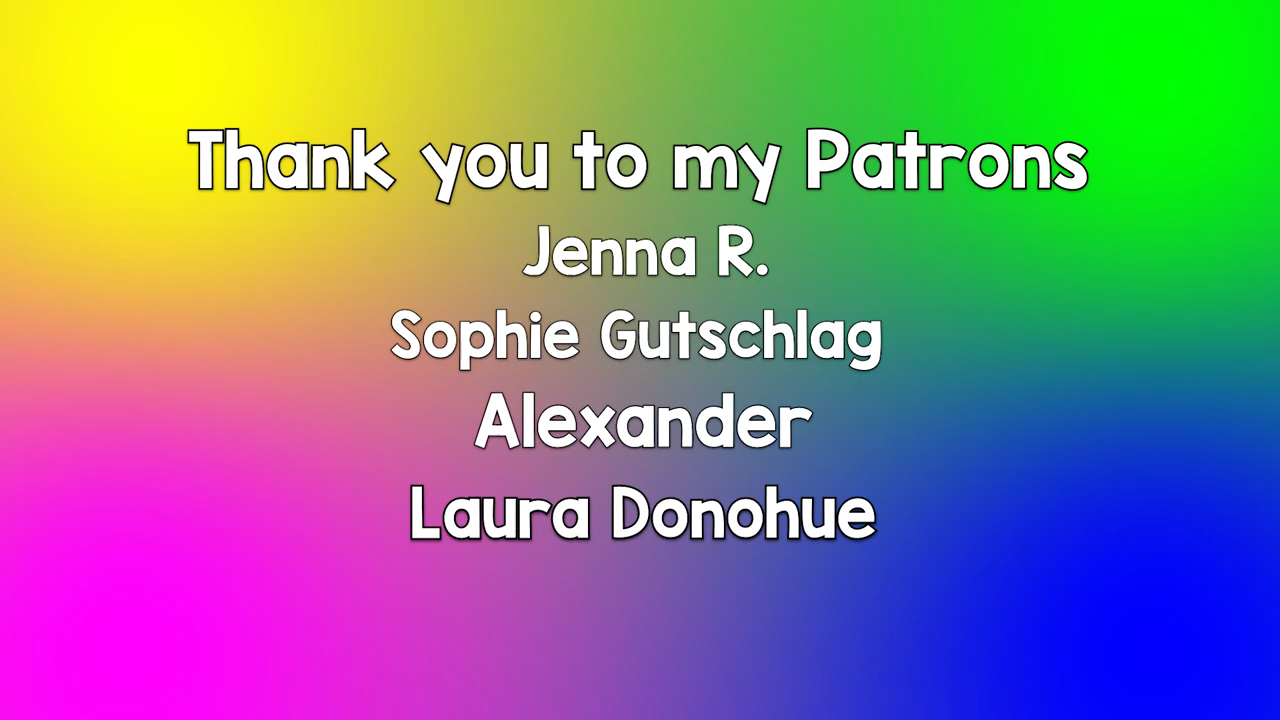 Thank you to my Patrons
Jenna R.
Sophie Gutschlag
Alexander
Laura Donohue